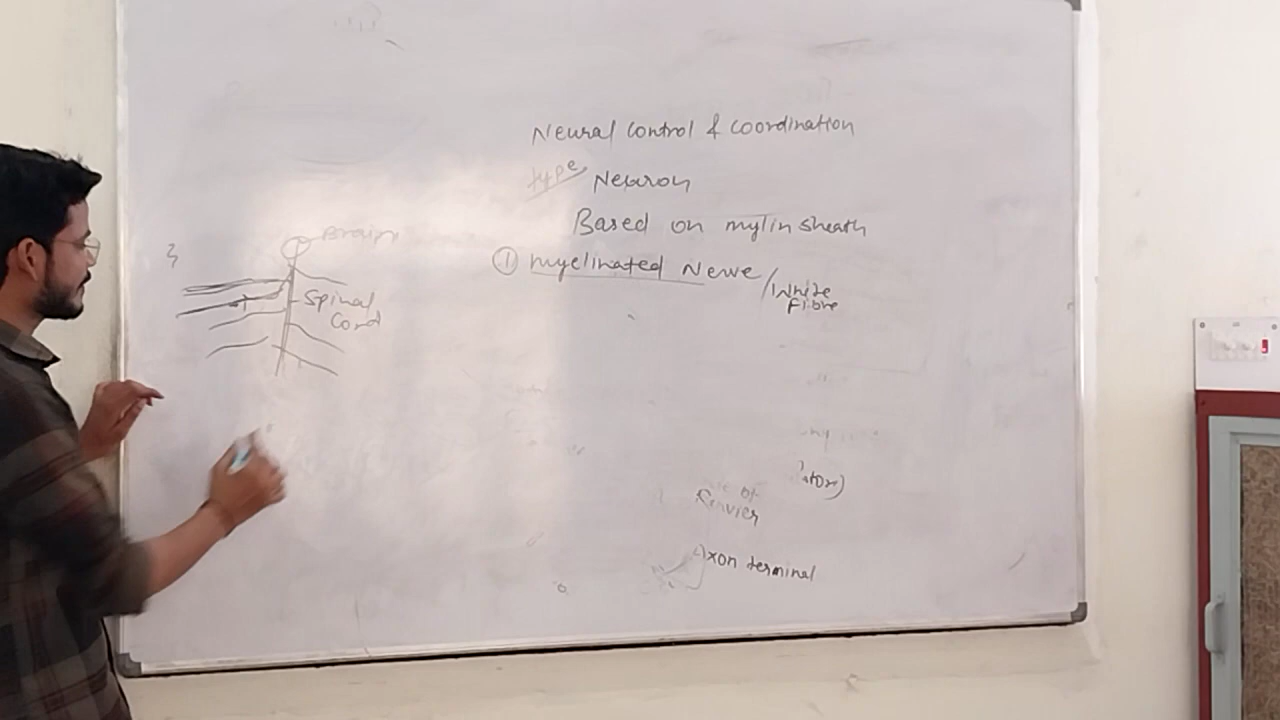 Neural control & coordination
type Neuron
Based on mylin sheath
① myelinated Nerve/White
Fibre
Brain
Spinal
Cord
of
Ranvier
Axon terminal